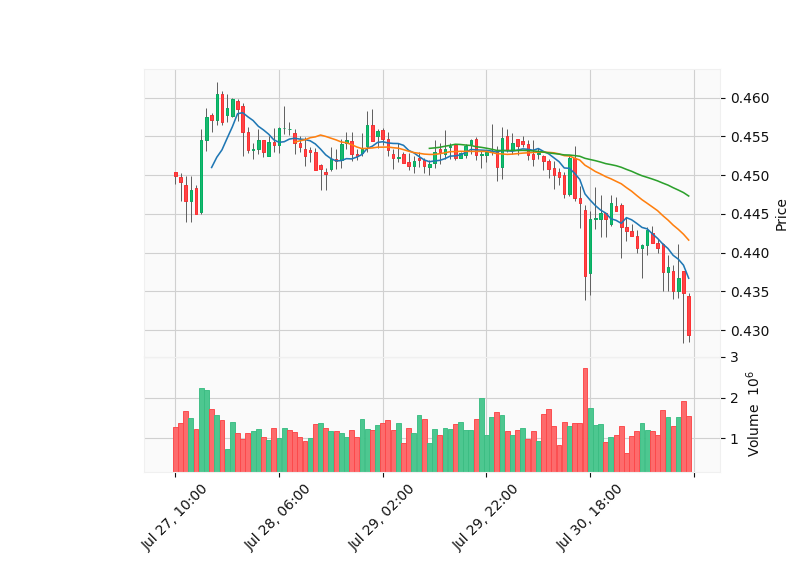 0.460
0.455
0.450
0.445
0.440
0.435
0.430
Price
3
2
1
Volume 10^6
Jul 27, 10:00
Jul 28, 06:00
Jul 29, 02:00
Jul 29, 22:00
Jul 30, 18:00